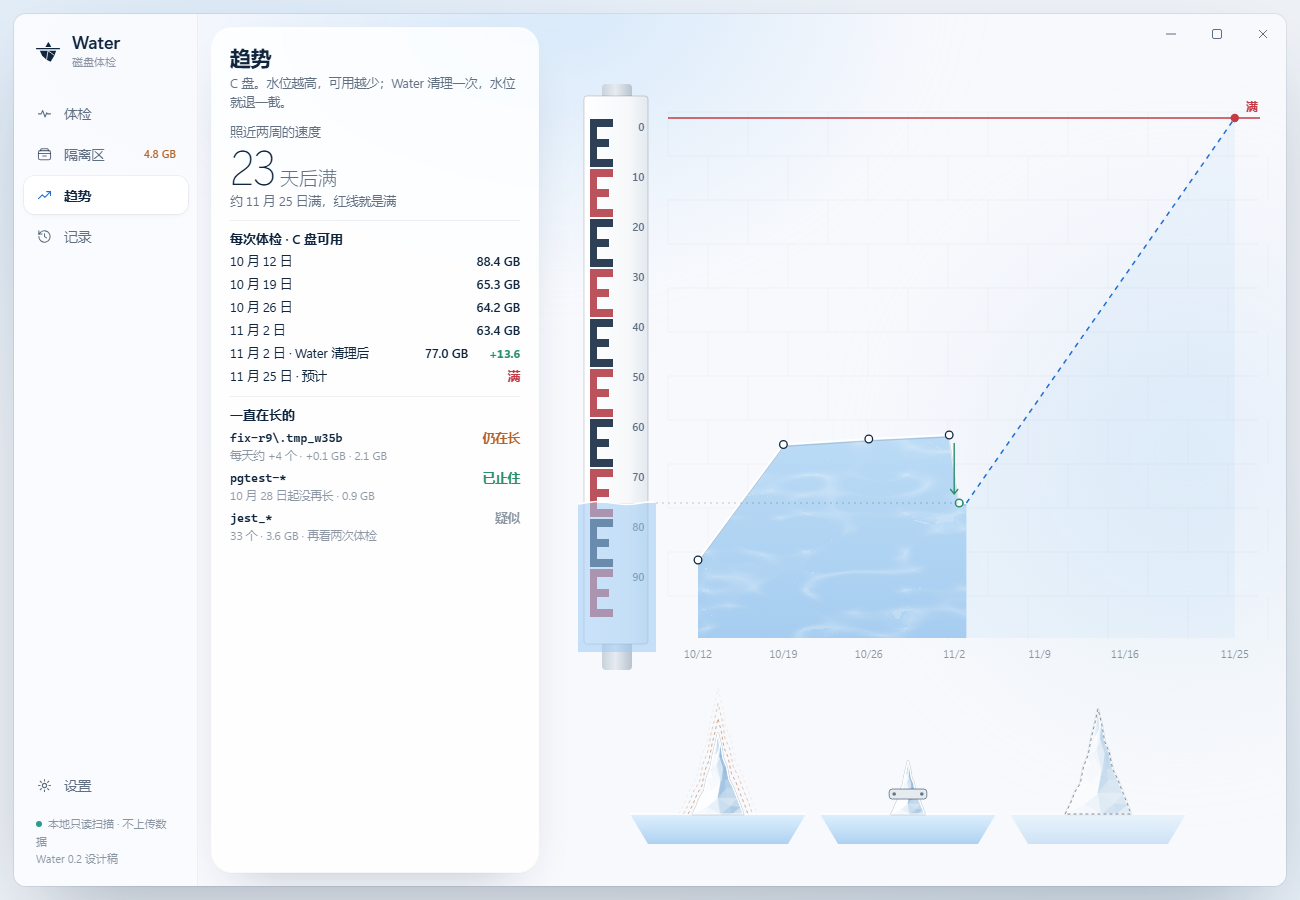 Water
磁盘体检
体检
隔离区 4.8 GB
趋势
记录
设置
本地只读扫描 · 不上传数
据
Water 0.2 设计稿
趋势
C 盘。水位越高，可用越少；Water 清理一次，水位
就退一截。
照近两周的速度
23 天后满
约 11 月 25 日满，红线就是满
每次体检 · C 盘可用
10 月 12 日 88.4 GB
10 月 19 日 65.3 GB
10 月 26 日 64.2 GB
11 月 2 日 63.4 GB
11 月 2 日 · Water 清理后 77.0 GB +13.6
11 月 25 日 · 预计 满
一直在长的
fix-r9\.tmp_w35b 仍在长
每天约 +4 个 · +0.1 GB · 2.1 GB
pgtest-* 已止住
10 月 28 日起没再长 · 0.9 GB
jest_* 疑似
33 个 · 3.6 GB · 再看两次体检
满
0
10
20
30
40
50
60
70
80
90
10/12 10/19 10/26 11/2 11/9 11/16 11/25